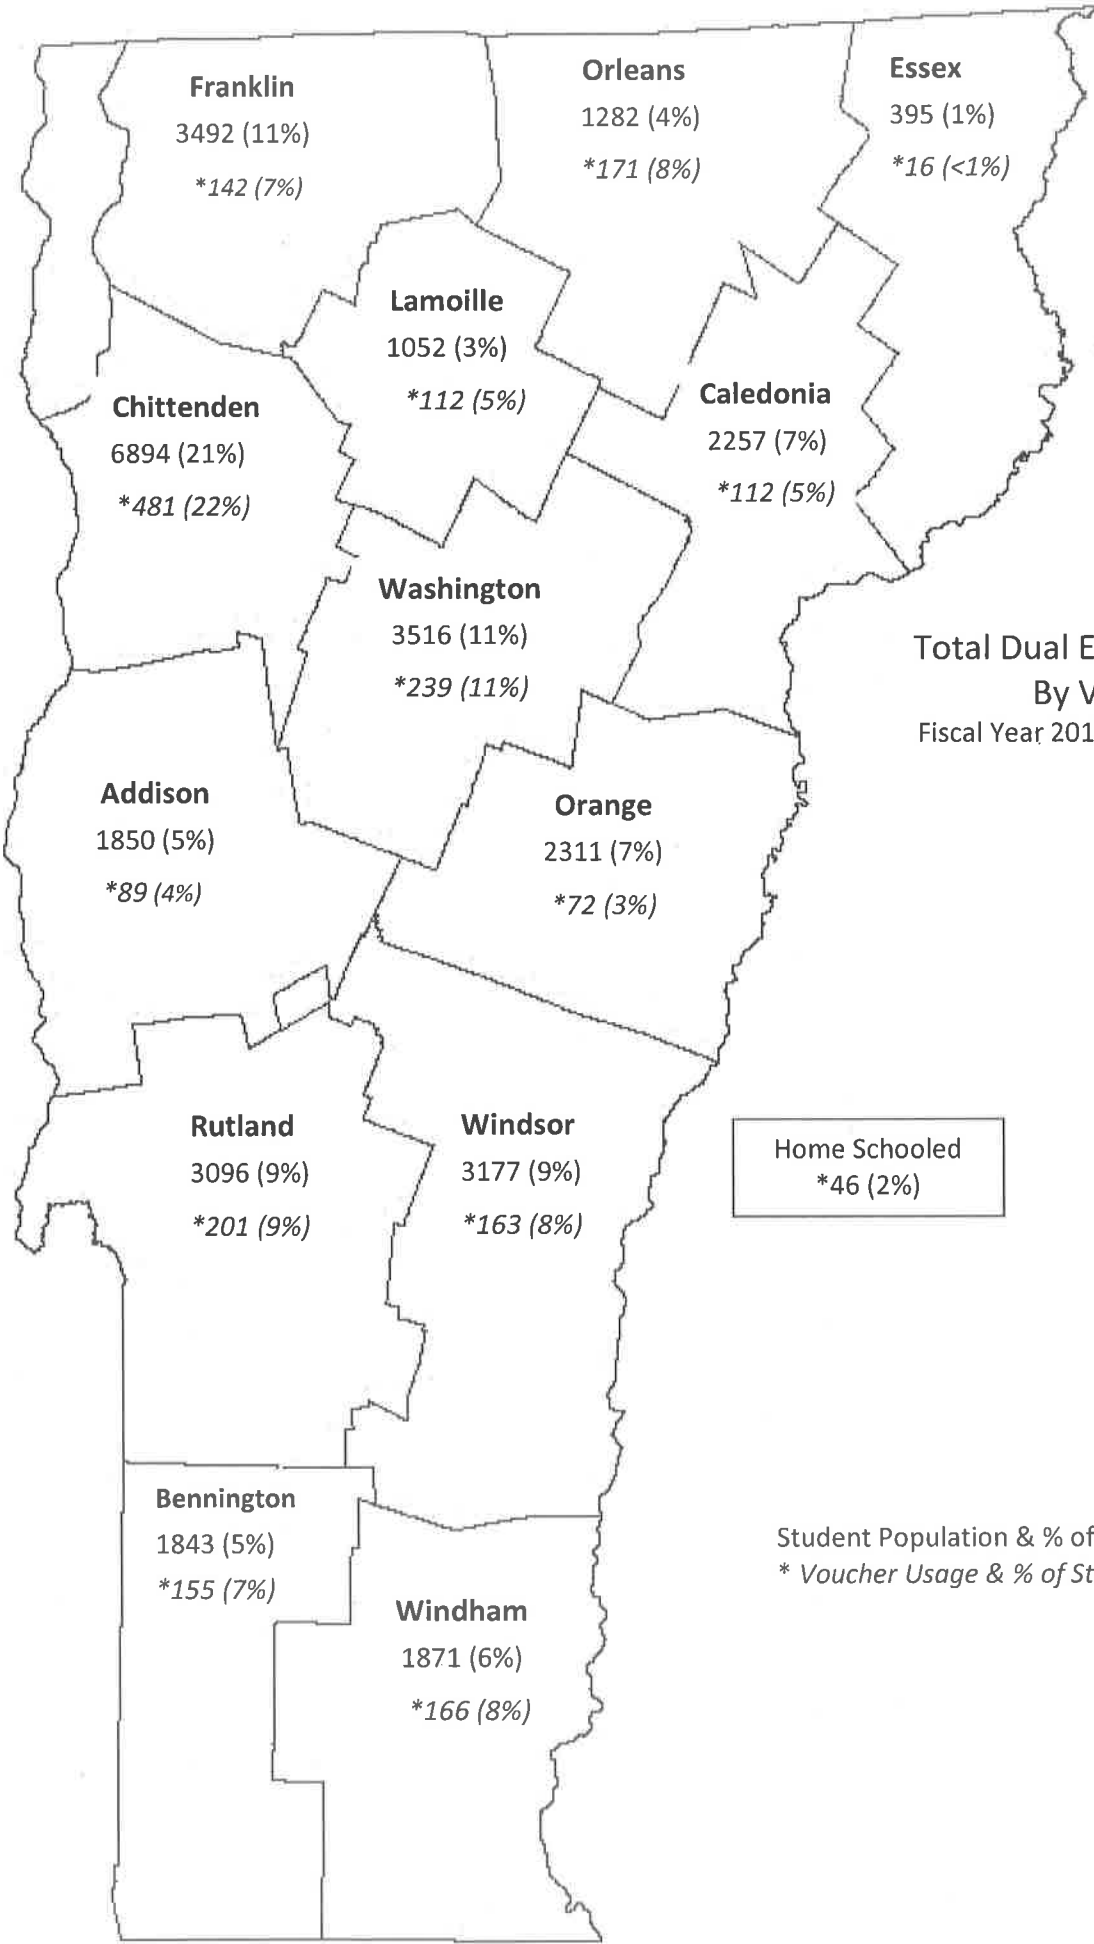 Franklin
3492 (11%)
*142 (7%)
Orleans
1282 (4%)
*171 (8%)
Essex
395 (1%)
*16 (<1%)
Lamoille
1052 (3%)
*112 (5%)
Chittenden
6894 (21%)
*481 (22%)
Caledonia
2257 (7%)
*112 (5%)
Washington
3516 (11%)
*239 (11%)
Total Dual E
By V
Fiscal Year 201
Addison
1850 (5%)
*89 (4%)
Orange
2311 (7%)
*72 (3%)
Rutland
3096 (9%)
*201 (9%)
Windsor
3177 (9%)
*163 (8%)
Home Schooled
*46 (2%)
Bennington
1843 (5%)
*155 (7%)
Windham
1871 (6%)
*166 (8%)
Student Population & % of
* Voucher Usage & % of St